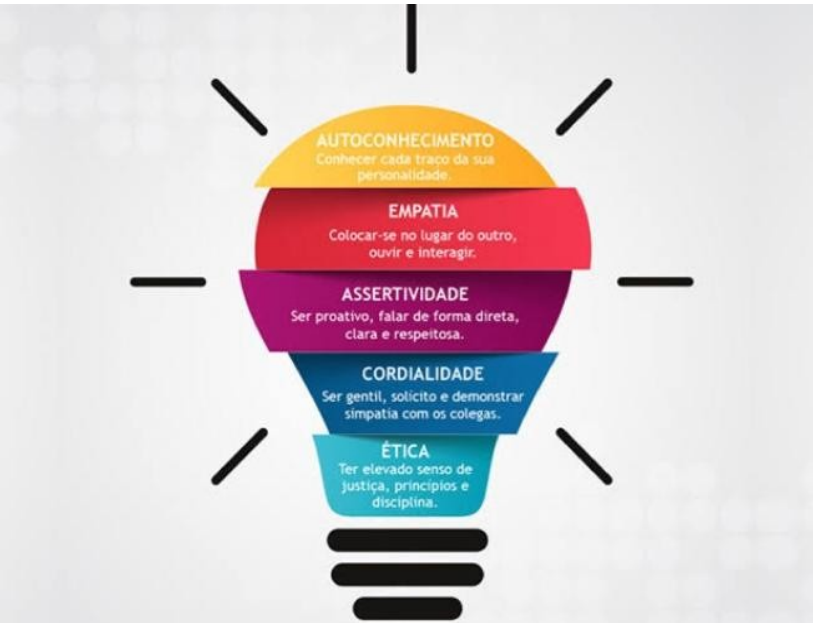 AUTOCONHECIMENTO
Conhecer cada traço da sua
personalidade.
EMPATIA
Colocar-se no lugar do outro,
ouvir e interagir.
ASSERTIVIDADE
Ser proativo, falar de forma direta,
clara e respeitosa.
CORDIALIDADE
Ser gentil, solícito e demonstrar
simpatia com os colegas.
ÉTICA
Ter elevado senso de
justiça, princípios e
disciplina.